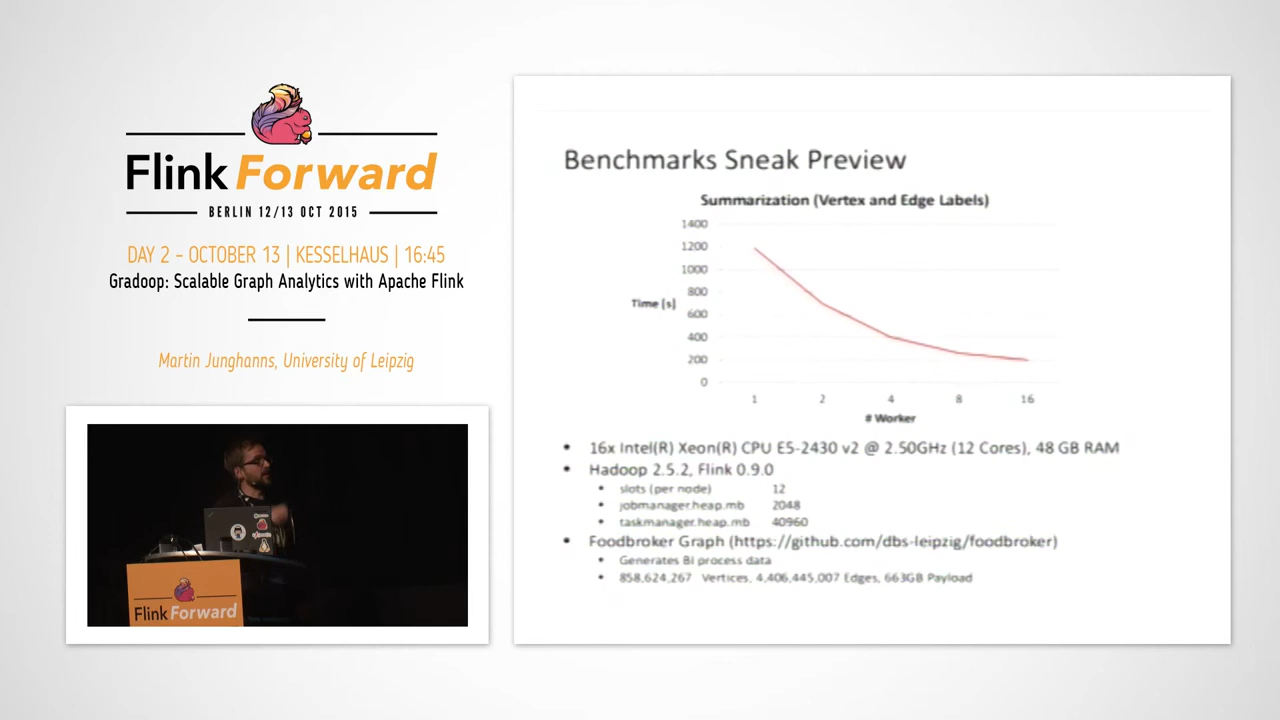 Flink Forward
BERLIN 12/13 OCT 2015
DAY 2 - OCTOBER 13 | KESSELHAUS | 16:45
Gradoop: Scalable Graph Analytics with Apache Flink
Martin Junghanns, University of Leipzig
Flink Forward
Benchmarks Sneak Preview
Summarization (Vertex and Edge Labels)
1400
1200
1000
800
Time [s]
600
400
200
0
1 2 4 8 16
# Worker
• 16x Intel(R) Xeon(R) CPU E5-2430 v2 @ 2.50GHz (12 Cores), 48 GB RAM
• Hadoop 2.5.2, Flink 0.9.0
• slots (per node) 12
• jobmanager.heap.mb 2048
• taskmanager.heap.mb 40960
• Foodbroker Graph (https://github.com/dbs-leipzig/foodbroker)
• Generates BI process data
• 858,624,267 Vertices, 4,406,445,007 Edges, 663GB Payload